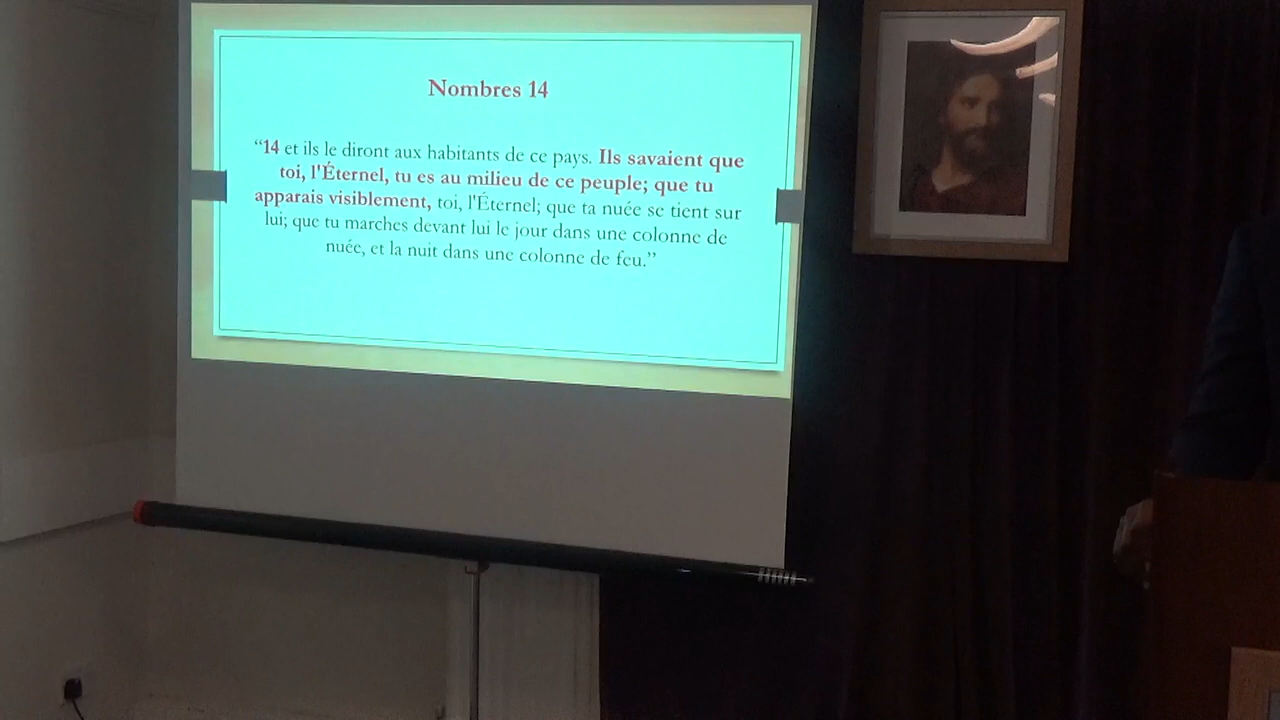 Nombres 14
“14 et ils le diront aux habitants de ce pays. Ils savaient que
toi, l'Éternel, tu es au milieu de ce peuple; que tu
apparais visiblement, toi, l'Éternel; que ta nuée se tient sur
lui; que tu marches devant lui le jour dans une colonne de
nuée, et la nuit dans une colonne de feu.”